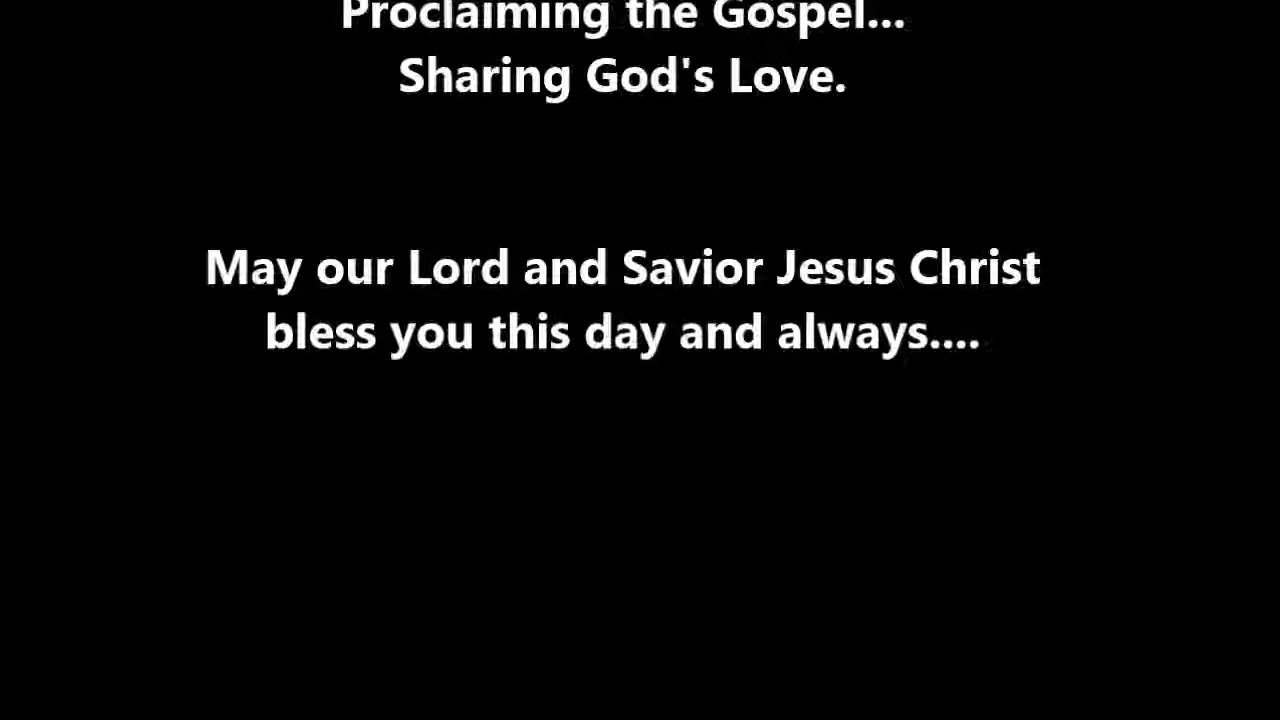 Proclaiming the Gospel...
Sharing God's Love.
May our Lord and Savior Jesus Christ
bless you this day and always....